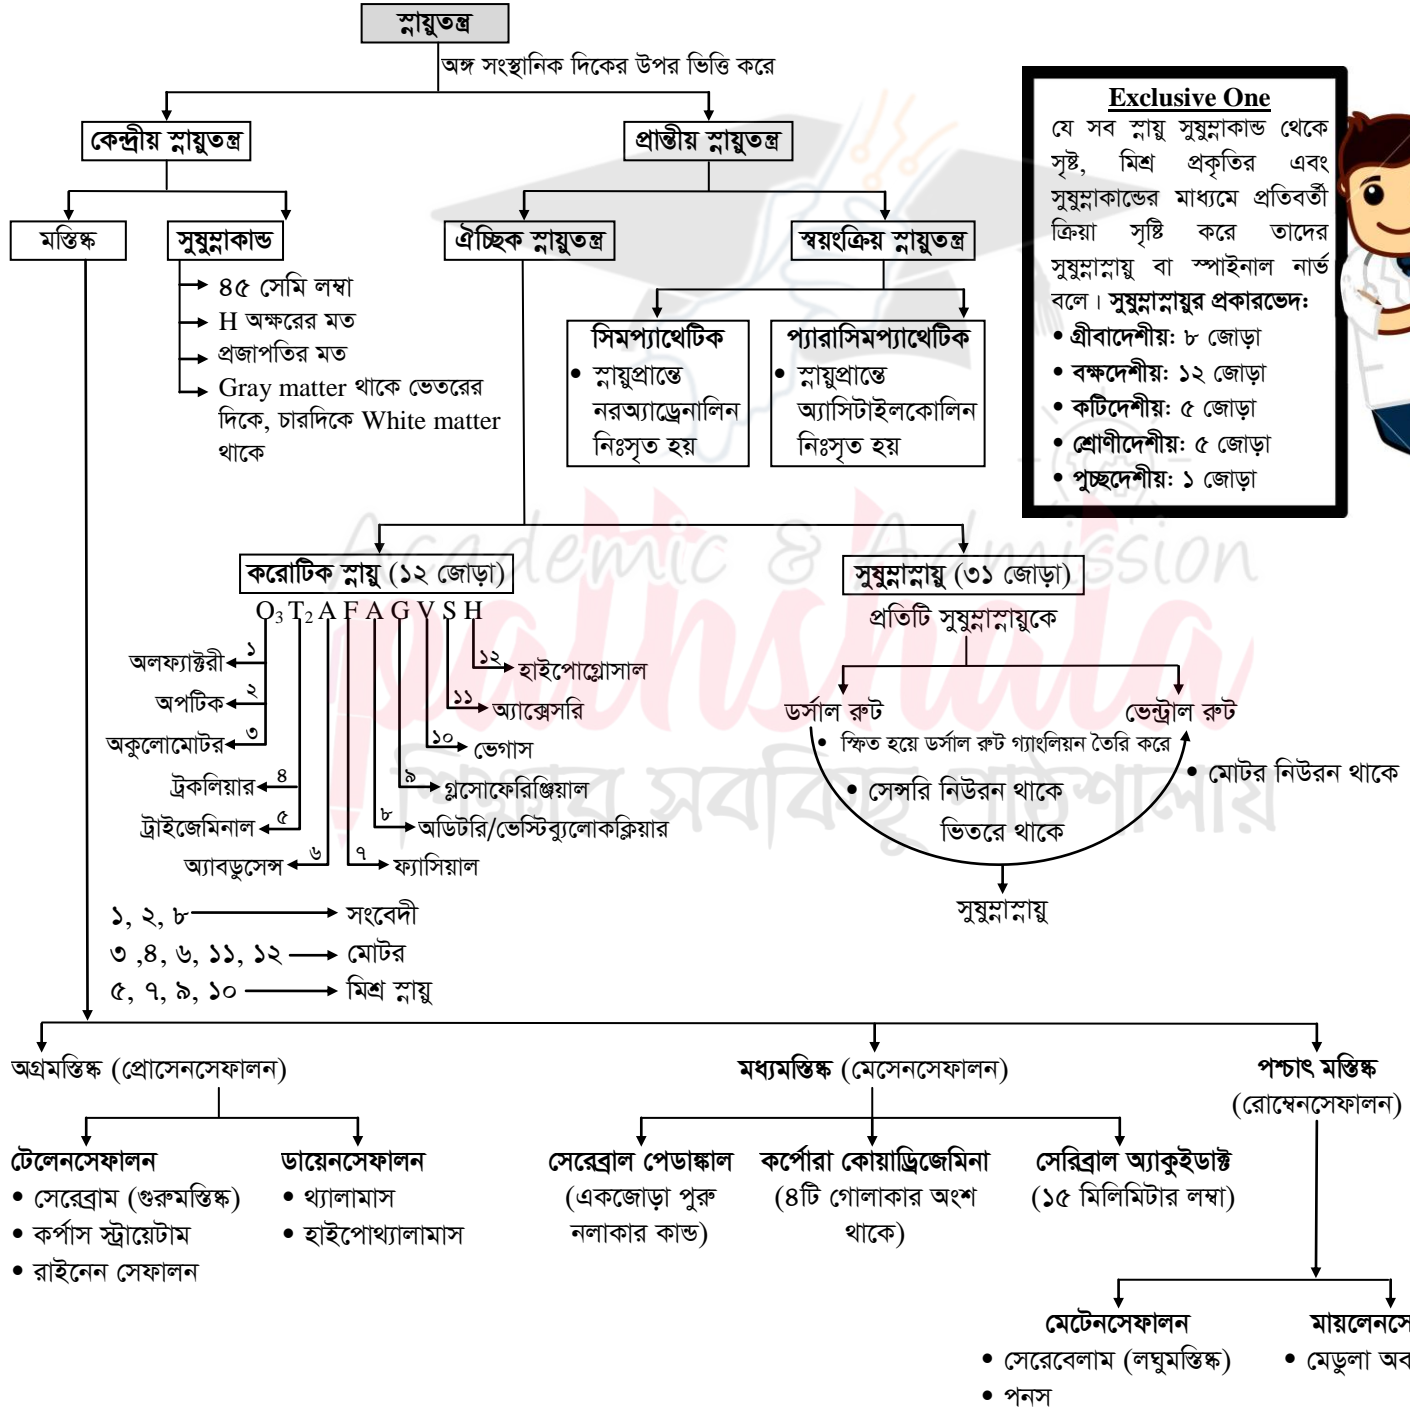 স্নায়ুতন্ত্র
অঙ্গ সংস্থানিক দিকের উপর ভিত্তি করে
কেন্দ্রীয় স্নায়ুতন্ত্র
প্রান্তীয় স্নায়ুতন্ত্র
মস্তিষ্ক
সুষুম্নাকান্ড
ঐচ্ছিক স্নায়ুতন্ত্র
স্বয়ংক্রিয় স্নায়ুতন্ত্র
৪৫ সেমি লম্বা
H অক্ষরের মত
প্রজাপতির মত
Gray matter থাকে ভেতরের
দিকে, চারদিকে White matter
থাকে
সিমপ্যাথেটিক
• স্নায়ুপ্রান্তে
নরঅ্যাড্রেনালিন
নিঃসৃত হয়
প্যারাসিমপ্যাথেটিক
• স্নায়ুপ্রান্তে
অ্যাসিটাইলকোলিন
নিঃসৃত হয়
Exclusive One
যে সব স্নায়ু সুষুম্নাকান্ড থেকে
সৃষ্ট, মিশ্র প্রকৃতির এবং
সুষুম্নাকান্ডের মাধ্যমে প্রতিবর্তী
ক্রিয়া সৃষ্টি করে তাদের
সুষুম্নাস্নায়ু বা স্পাইনাল নার্ভ
বলে। সুষুম্নাস্নায়ুর প্রকারভেদ:
• গ্রীবাদেশীয়: ৮ জোড়া
• বক্ষদেশীয়: ১২ জোড়া
• কটিদেশীয়: ৫ জোড়া
• শ্রোণীদেশীয়: ৫ জোড়া
• পুচ্ছদেশীয়: ১ জোড়া
Academic & Admission
pathshala
শিক্ষার সবকিছু পাঠশালায়
করোটিক স্নায়ু (১২ জোড়া)
O3 T2 A F A G V S H
১
অলফ্যাক্টরী
২
অপটিক
৩
অকুলোমোটর
৪
ট্রকলিয়ার
৫
ট্রাইজেমিনাল
৬
অ্যাবডুসেন্স
৭
ফ্যাসিয়াল
৮
অডিটরি/ভেস্টিব্যুলোকক্লিয়ার
৯
গ্লসোফেরিঞ্জিয়াল
১০
ভেগাস
১১
অ্যাক্সেসরি
১২
হাইপোগ্লোসাল
১, ২, ৮ সংবেদী
৩ ,৪, ৬, ১১, ১২ মোটর
৫, ৭, ৯, ১০ মিশ্র স্নায়ু
সুষুম্নাস্নায়ু (৩১ জোড়া)
প্রতিটি সুষুম্নাস্নায়ুকে
ডর্সাল রুট
ভেন্ট্রাল রুট
• স্ফিত হয়ে ডর্সাল রুট গ্যাংলিয়ন তৈরি করে
• সেন্সরি নিউরন থাকে
ভিতরে থাকে
• মোটর নিউরন থাকে
সুষুম্নাস্নায়ু
অগ্রমস্তিষ্ক (প্রোসেনসেফালন)
মধ্যমস্তিষ্ক (মেসেনসেফালন)
পশ্চাৎ মস্তিষ্ক
(রোম্বেনসেফালন)
টেলেনসেফালন
• সেরেব্রাম (গুরুমস্তিষ্ক)
• কর্পাস স্ট্রায়েটাম
• রাইনেন সেফালন
ডায়েনসেফালন
• থ্যালামাস
• হাইপোথ্যালামাস
সেরেব্রাল পেডাঙ্কাল
(একজোড়া পুরু
নলাকার কান্ড)
কর্পোরা কোয়াড্রিজেমিনা
(৪টি গোলাকার অংশ
থাকে)
সেরিব্রাল অ্যাকুইডাক্ট
(১৫ মিলিমিটার লম্বা)
মেটেনসেফালন
• সেরেবেলাম (লঘুমস্তিষ্ক)
• পনস
মায়লেনসে
• মেডুলা অব